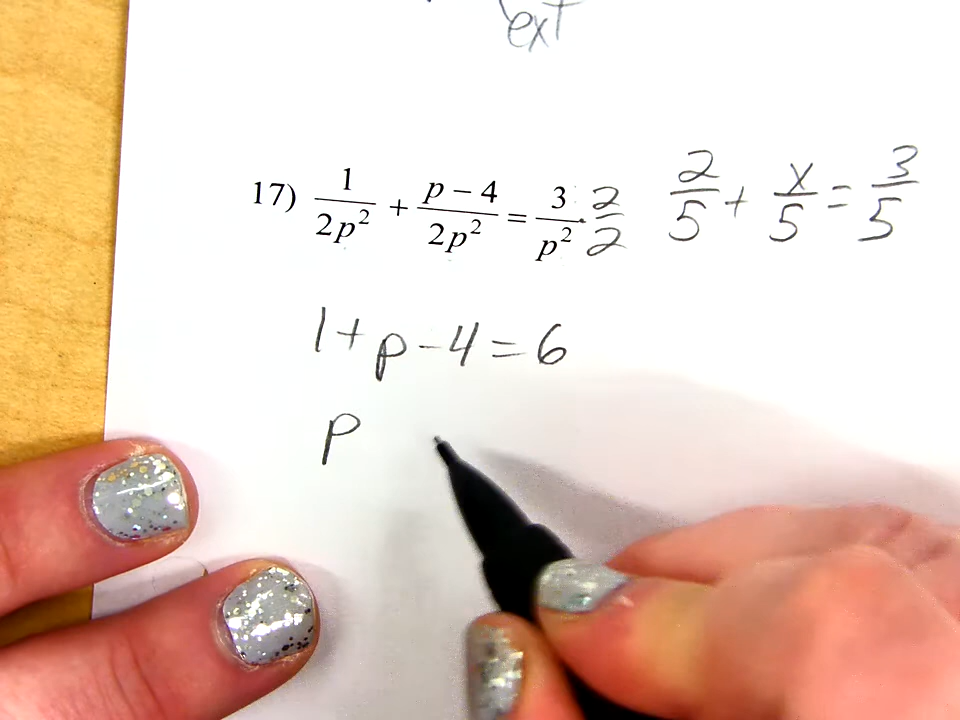 ext
17) 1/2p² + p − 4/2p² = 3/p² · 2/2 2/5 + x/5 = 3/5
1 + p − 4 = 6
p